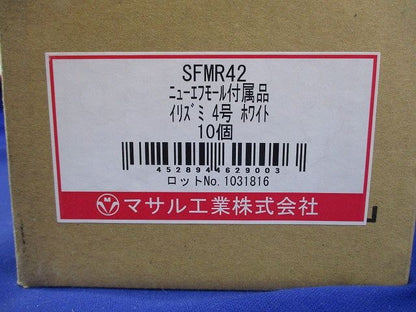 SFMR42
ﾆｭｰｴﾌﾓｰﾙ付属品
ｲﾘｽﾞﾐ 4号 ﾎﾜｲﾄ
10個
4528944629003
ロットNo. 1031816
M マサル工業株式会社